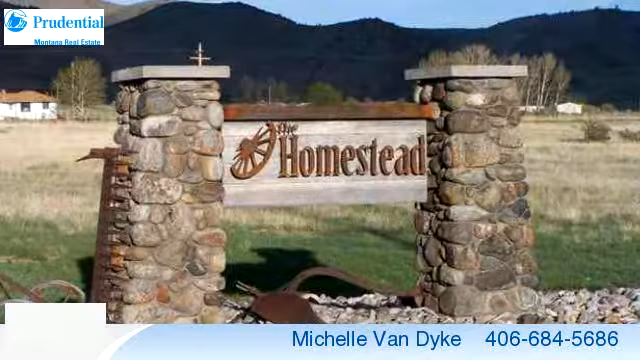 Prudential
Montana Real Estate
The
Homestead
Michelle Van Dyke 406-684-5686